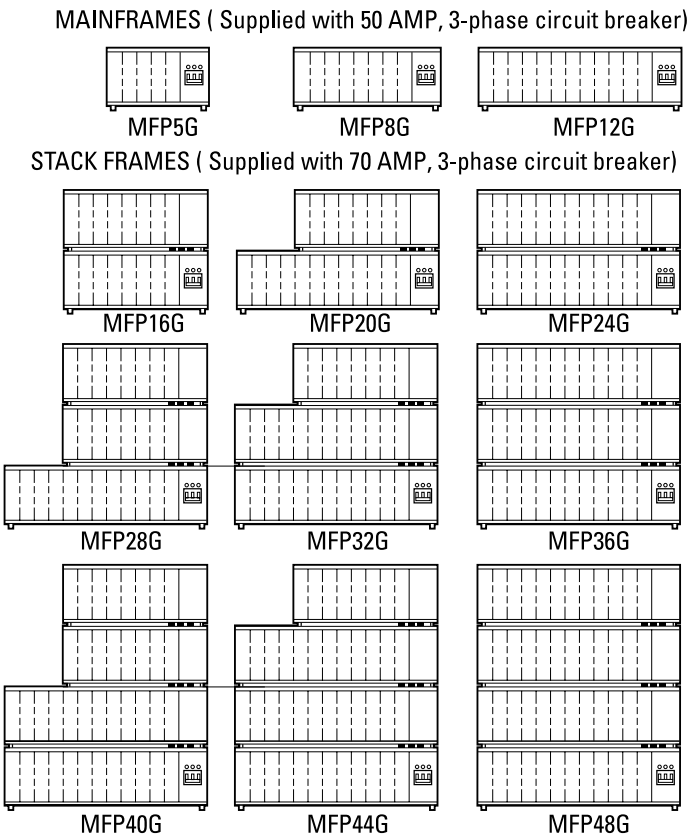 MAINFRAMES ( Supplied with 50 AMP, 3-phase circuit breaker)
MFP5G MFP8G MFP12G
STACK FRAMES ( Supplied with 70 AMP, 3-phase circuit breaker)
MFP16G MFP20G MFP24G
MFP28G MFP32G MFP36G
MFP40G MFP44G MFP48G